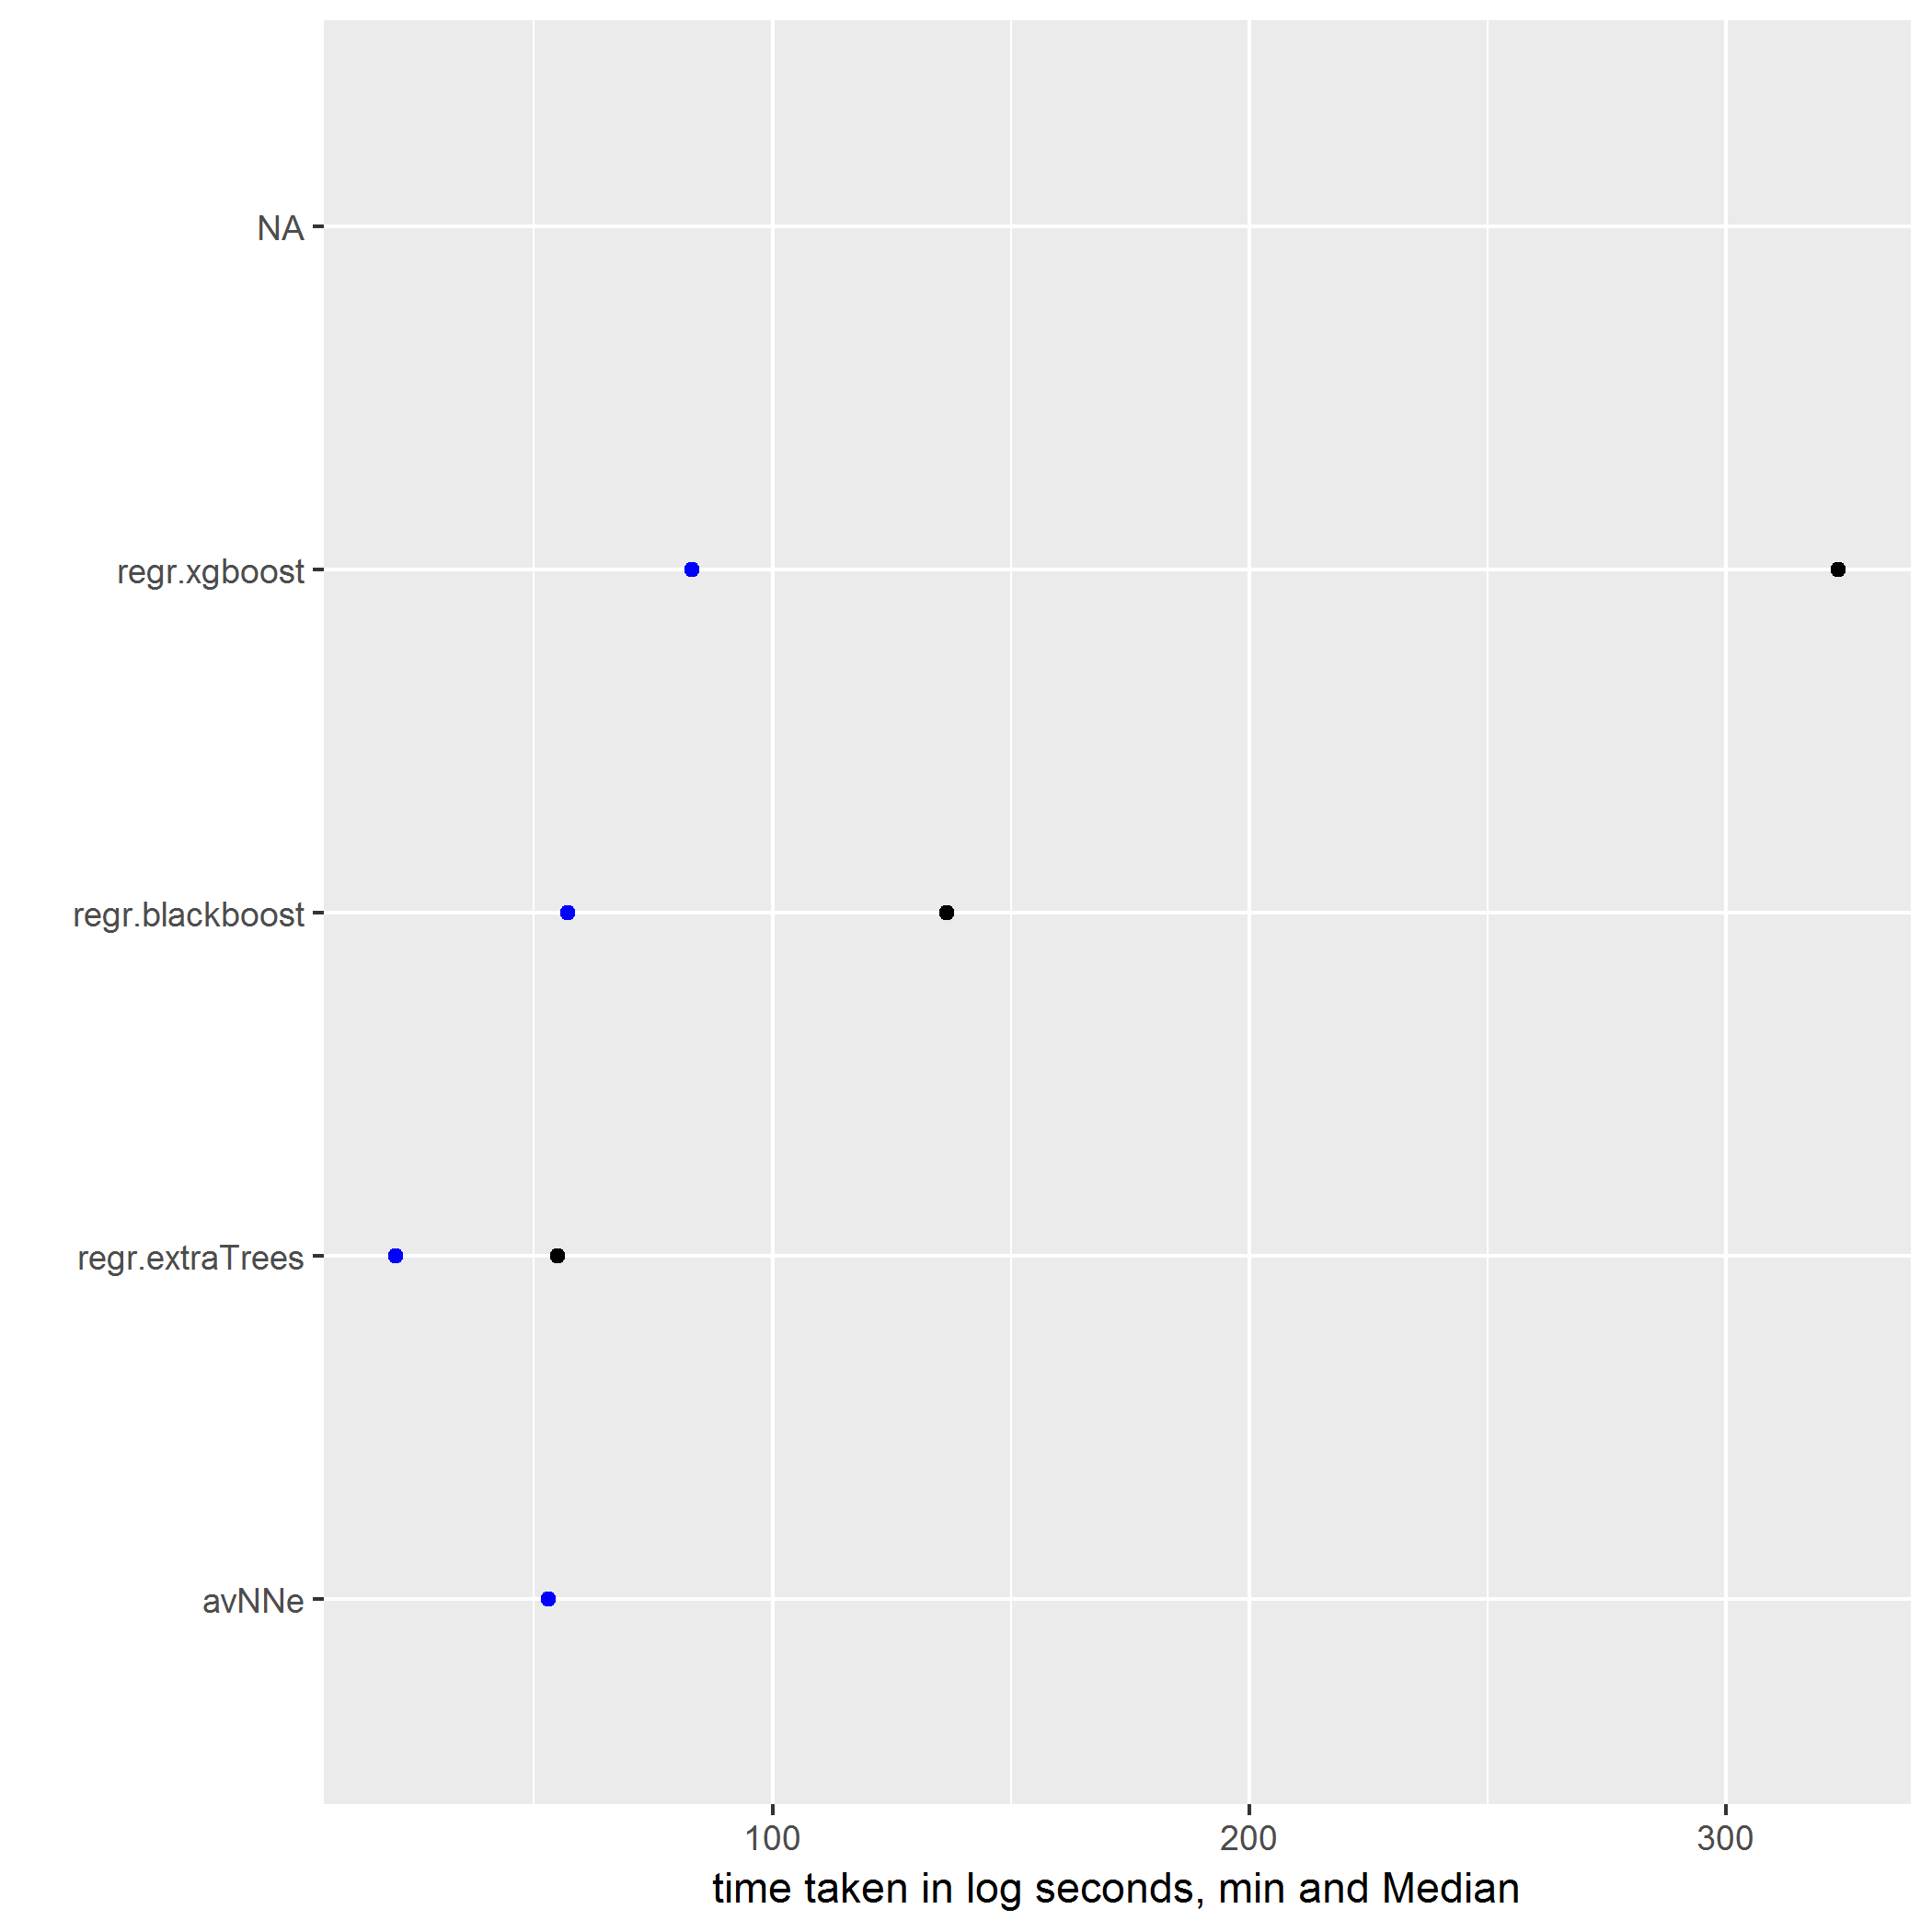 NA
regr.xgboost
regr.blackboost
regr.extraTrees
avNNe
100 200 300
time taken in log seconds, min and Median